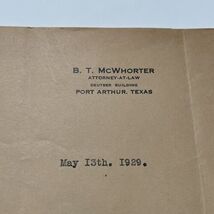 B. T. McWHORTER
ATTORNEY-AT-LAW
DEUTSER BUILDING
PORT ARTHUR, TEXAS
May 13th. 1929.